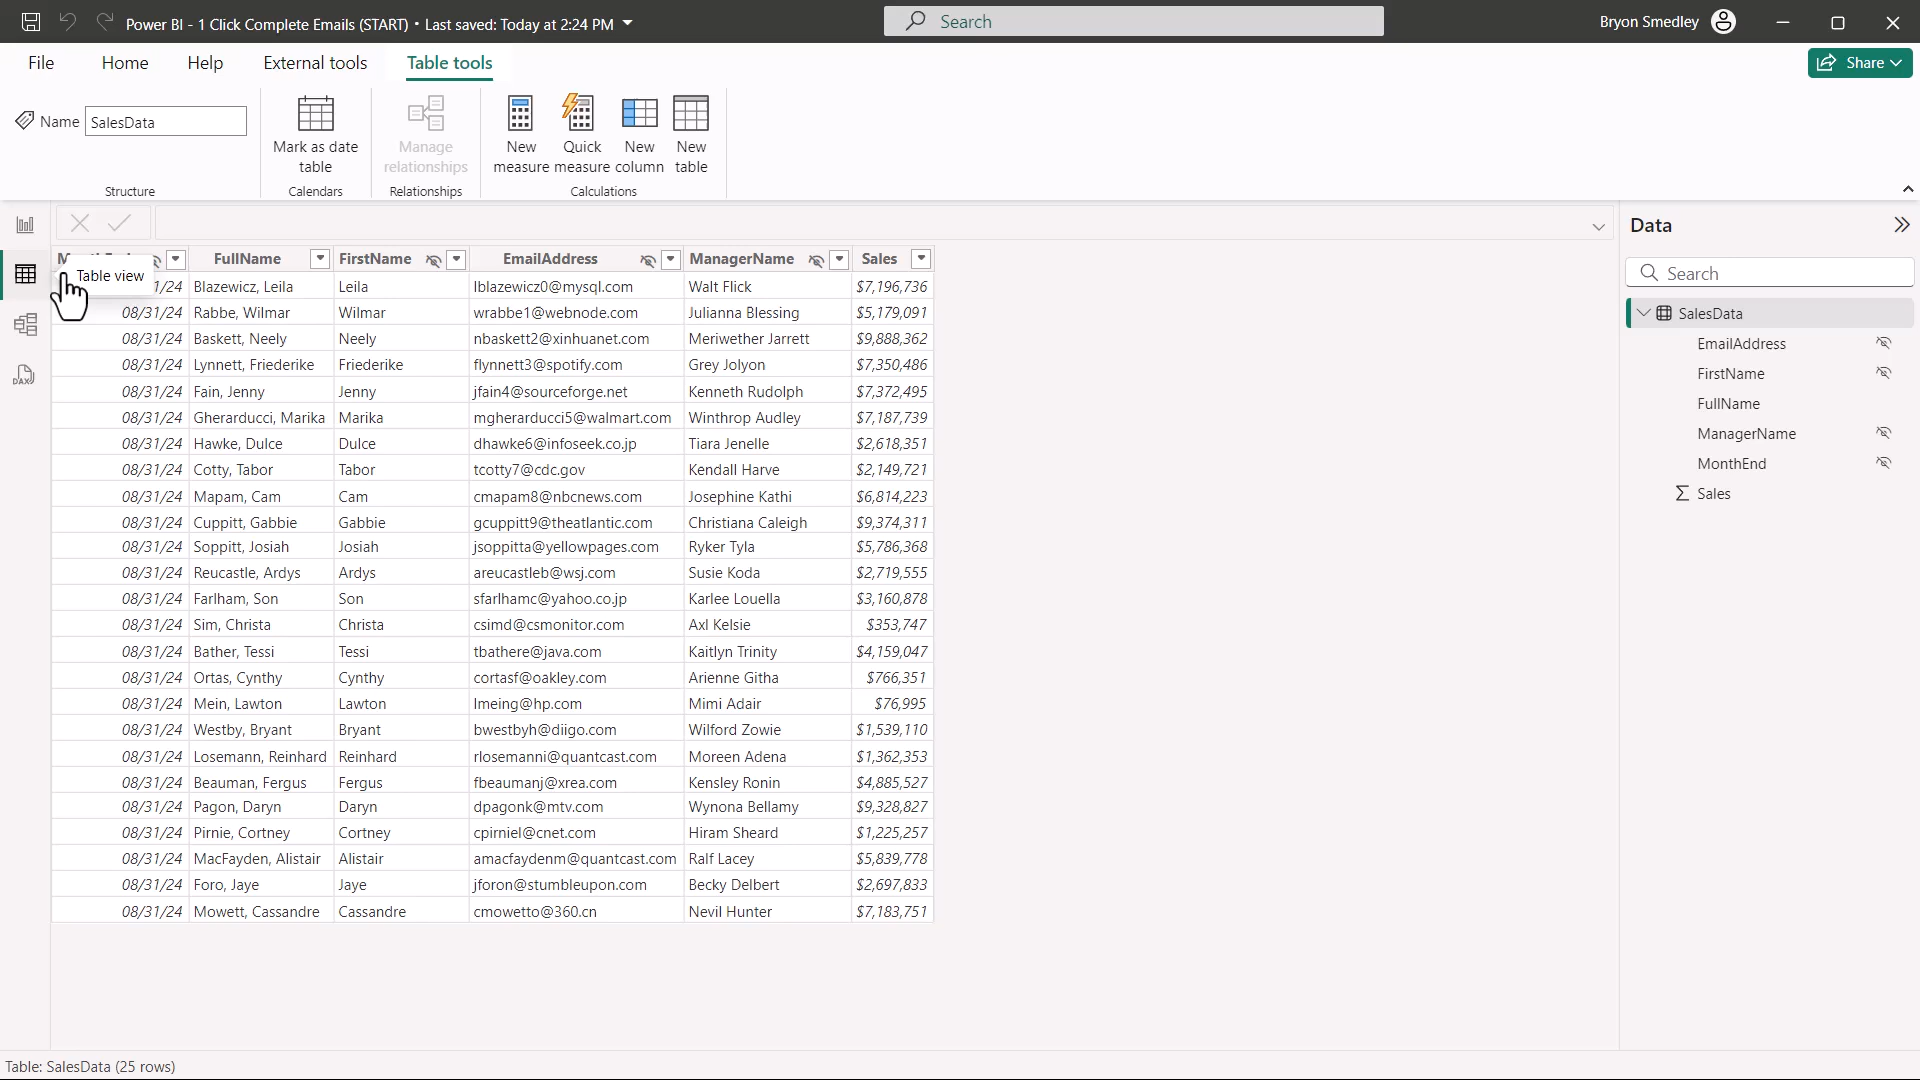 Power BI - 1 Click Complete Emails (START) • Last saved: Today at 2:24 PM
Search
Bryon Smedley
File Home Help External tools Table tools
Share
Name SalesData
Mark as date table
Manage relationships
New measure
Quick measure
New column
New table
Structure Calendars Relationships Calculations
Data
FullName FirstName EmailAddress ManagerName Sales
Table view
Search
/24 Blazewicz, Leila Leila lblazewicz0@mysql.com Walt Flick $7,196,736
08/31/24 Rabbe, Wilmar Wilmar wrabbe1@webnode.com Julianna Blessing $5,179,091
08/31/24 Baskett, Neely Neely nbaskett2@xinhuanet.com Meriwether Jarrett $9,888,362
08/31/24 Lynnett, Friederike Friederike flynnett3@spotify.com Grey Jolyon $7,350,486
08/31/24 Fain, Jenny Jenny jfain4@sourceforge.net Kenneth Rudolph $7,372,495
08/31/24 Gherarducci, Marika Marika mgherarducci5@walmart.com Winthrop Audley $7,187,739
08/31/24 Hawke, Dulce Dulce dhawke6@infoseek.co.jp Tiara Jenelle $2,618,351
08/31/24 Cotty, Tabor Tabor tcotty7@cdc.gov Kendall Harve $2,149,721
08/31/24 Mapam, Cam Cam cmapam8@nbcnews.com Josephine Kathi $6,814,223
08/31/24 Cuppitt, Gabbie Gabbie gcuppitt9@theatlantic.com Christiana Caleigh $9,374,311
08/31/24 Soppitt, Josiah Josiah jsoppitta@yellowpages.com Ryker Tyla $5,786,368
08/31/24 Reucastle, Ardys Ardys areucastleb@wsj.com Susie Koda $2,719,555
08/31/24 Farlham, Son Son sfarlhamc@yahoo.co.jp Karlee Louella $3,160,878
08/31/24 Sim, Christa Christa csimd@csmonitor.com Axl Kelsie $353,747
08/31/24 Bather, Tessi Tessi tbathere@java.com Kaitlyn Trinity $4,159,047
08/31/24 Ortas, Cynthy Cynthy cortasf@oakley.com Arienne Githa $766,351
08/31/24 Mein, Lawton Lawton lmeing@hp.com Mimi Adair $76,995
08/31/24 Westby, Bryant Bryant bwestbyh@diigo.com Wilford Zowie $1,539,110
08/31/24 Losemann, Reinhard Reinhard rlosemanni@quantcast.com Moreen Adena $1,362,353
08/31/24 Beauman, Fergus Fergus fbeaumanj@xrea.com Kensley Ronin $4,885,527
08/31/24 Pagon, Daryn Daryn dpagonk@mtv.com Wynona Bellamy $9,328,827
08/31/24 Pirnie, Cortney Cortney cpirniel@cnet.com Hiram Sheard $1,225,257
08/31/24 MacFayden, Alistair Alistair amacfaydenm@quantcast.com Ralf Lacey $5,839,778
08/31/24 Foro, Jaye Jaye jforon@stumbleupon.com Becky Delbert $2,697,833
08/31/24 Mowett, Cassandre Cassandre cmowetto@360.cn Nevil Hunter $7,183,751
SalesData
EmailAddress
FirstName
FullName
ManagerName
MonthEnd
∑ Sales
DAX
Table: SalesData (25 rows)